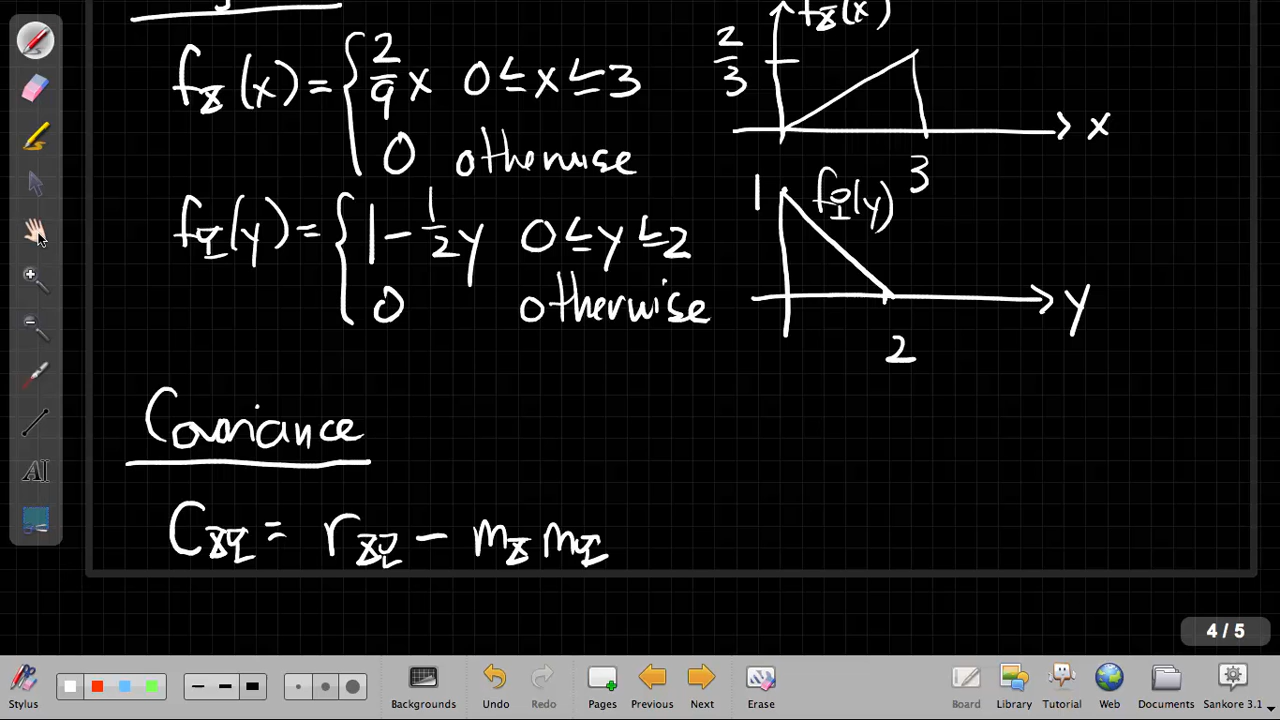 f_X(x)
2/3
f_X(x) = { 2/9 x 0 ≤ x ≤ 3
0 otherwise
x
3
1 f_Y(y)
f_Y(y) = { 1 - 1/2 y 0 ≤ y ≤ 2
0 otherwise
y
2
Covariance
C_XY = r_XY - m_X m_Y
4 / 5
Stylus
Backgrounds
Undo
Redo
Pages
Previous
Next
Erase
Board
Library
Tutorial
Web
Documents
Sankore 3.1